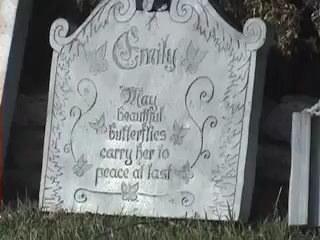 Emily
May
beautiful
butterflies
carry her to
peace at last